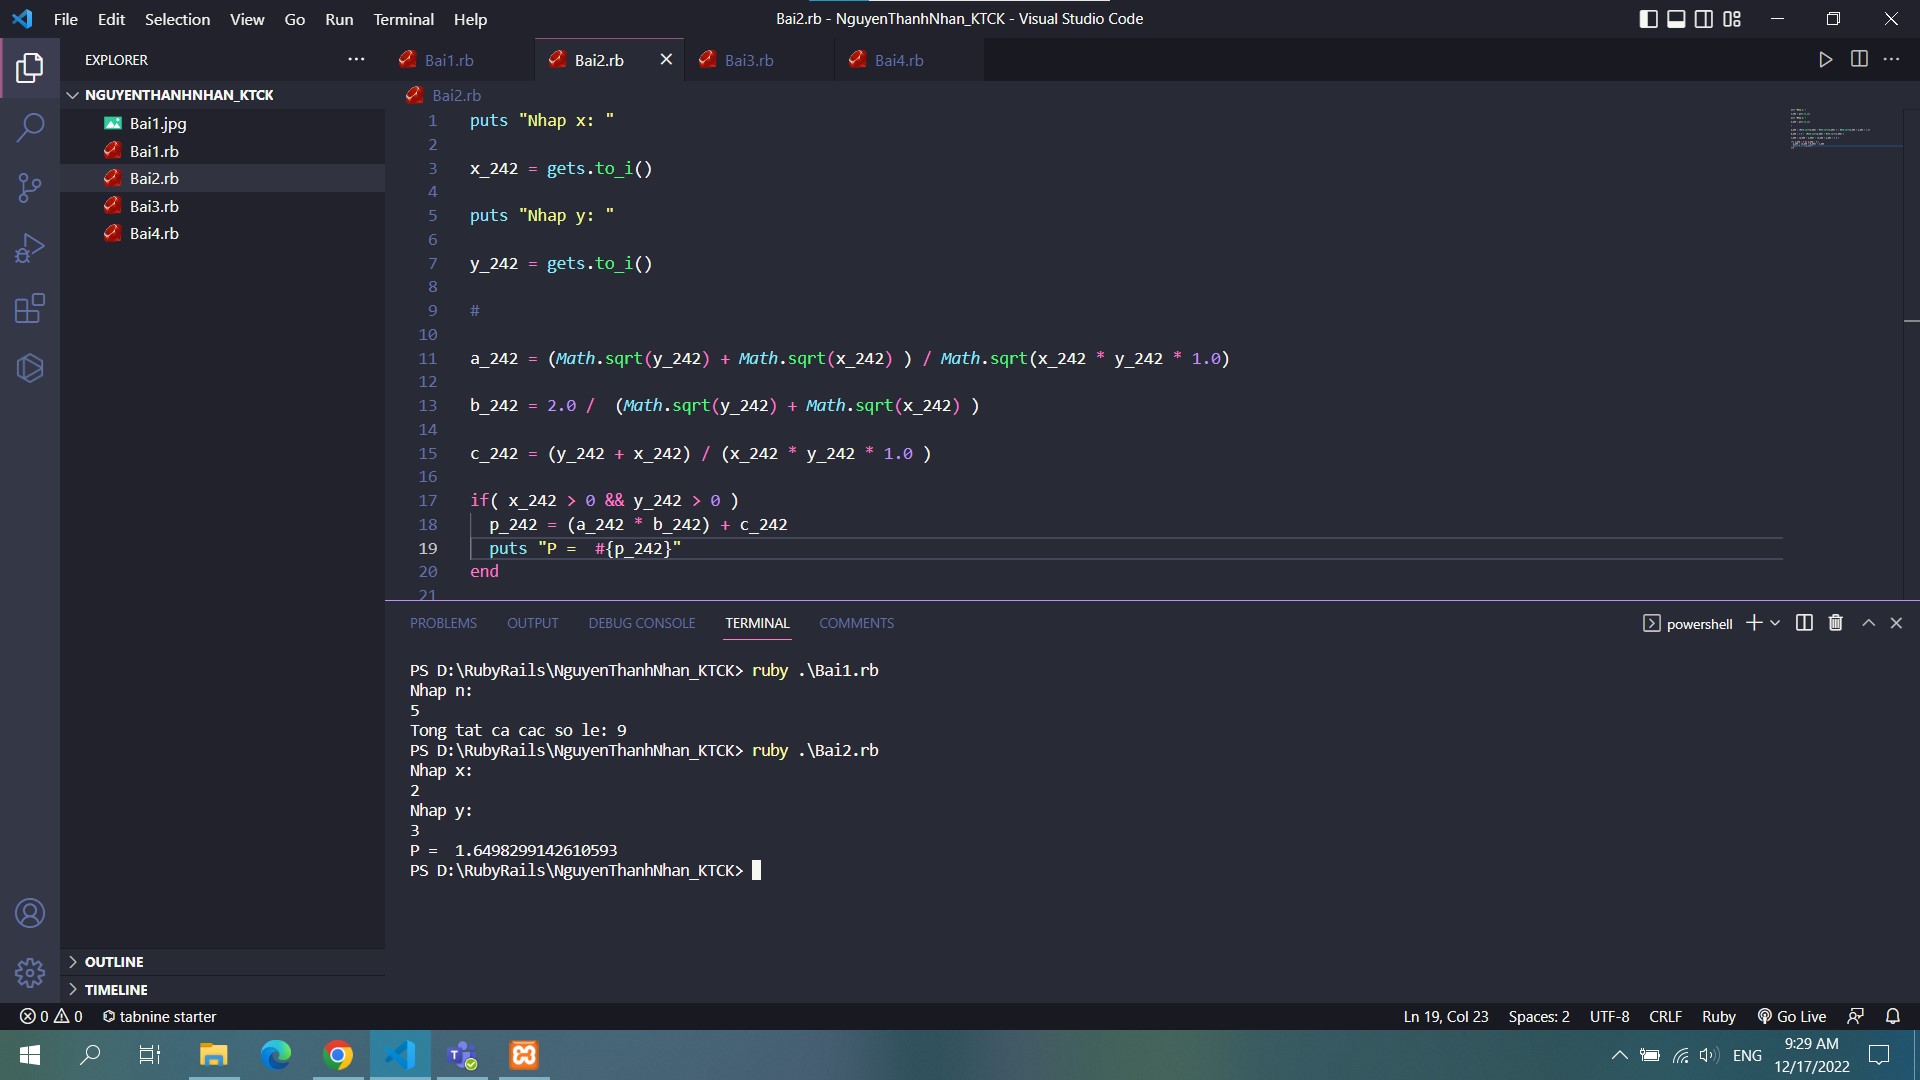 File Edit Selection View Go Run Terminal Help
Bai2.rb - NguyenThanhNhan_KTCK - Visual Studio Code
EXPLORER
NGUYENTHANHNHAN_KTCK
Bai1.jpg
Bai1.rb
Bai2.rb
Bai3.rb
Bai4.rb
OUTLINE
TIMELINE
Bai1.rb Bai2.rb Bai3.rb Bai4.rb
Bai2.rb
1 puts "Nhap x: "
2
3 x_242 = gets.to_i()
4
5 puts "Nhap y: "
6
7 y_242 = gets.to_i()
8
9 #
10
11 a_242 = (Math.sqrt(y_242) + Math.sqrt(x_242) ) / Math.sqrt(x_242 * y_242 * 1.0)
12
13 b_242 = 2.0 /  (Math.sqrt(y_242) + Math.sqrt(x_242) )
14
15 c_242 = (y_242 + x_242) / (x_242 * y_242 * 1.0 )
16
17 if( x_242 > 0 && y_242 > 0 )
18   p_242 = (a_242 * b_242) + c_242
19   puts "P =  #{p_242}"
20 end
21
PROBLEMS OUTPUT DEBUG CONSOLE TERMINAL COMMENTS
powershell
PS D:\RubyRails\NguyenThanhNhan_KTCK> ruby .\Bai1.rb
Nhap n:
5
Tong tat ca cac so le: 9
PS D:\RubyRails\NguyenThanhNhan_KTCK> ruby .\Bai2.rb
Nhap x:
2
Nhap y:
3
P =  1.6498299142610593
PS D:\RubyRails\NguyenThanhNhan_KTCK>
0 0 tabnine starter
Ln 19, Col 23 Spaces: 2 UTF-8 CRLF Ruby Go Live
ENG
9:29 AM
12/17/2022